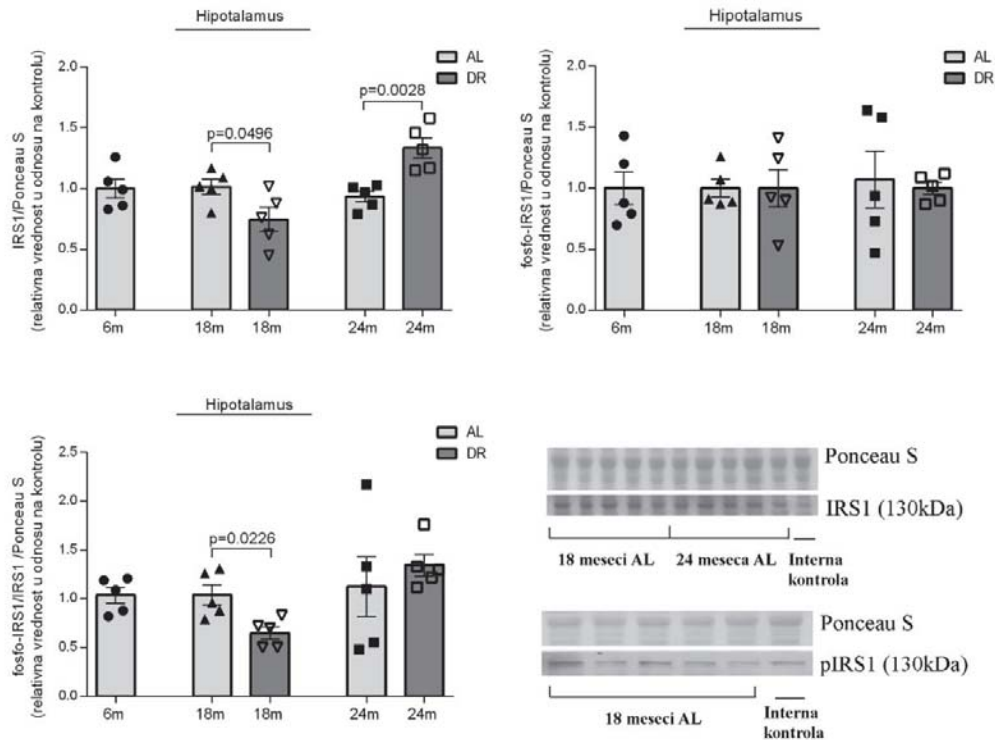 Hipotalamus
AL
DR
IRS1/Ponceau S
(relativna vrednost u odnosu na kontrolu)
2.0
1.5
1.0
0.5
0.0
p=0.0496
p=0.0028
6m
18m
18m
24m
24m
Hipotalamus
AL
DR
fosfo-IRS1/Ponceau S
(relativna vrednost u odnosu na kontrolu)
2.0
1.5
1.0
0.5
0.0
6m
18m
18m
24m
24m
Hipotalamus
AL
DR
fosfo-IRS1/IRS1 /Ponceau S
(relativna vrednost u odnosu na kontrolu)
2.5
2.0
1.5
1.0
0.5
0.0
p=0.0226
6m
18m
18m
24m
24m
Ponceau S
IRS1 (130kDa)
18 meseci AL
24 meseca AL
Interna
kontrola
Ponceau S
pIRS1 (130kDa)
18 meseci AL
Interna
kontrola